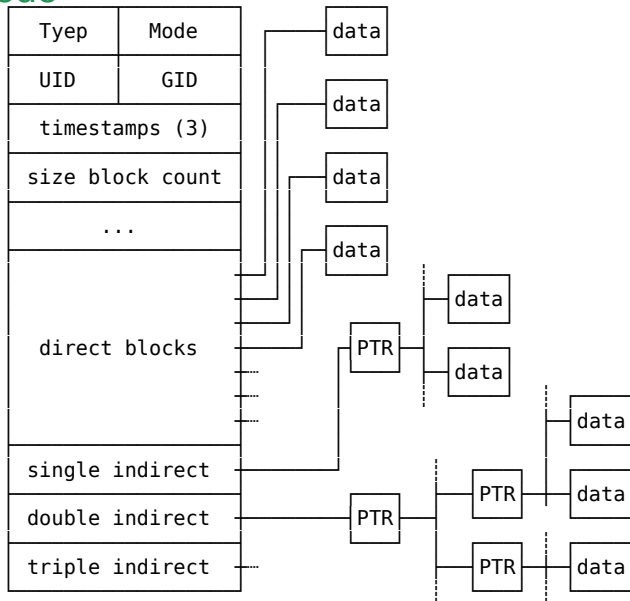 Tyep Mode data
UID GID data
timestamps (3)
size block count data
...
data
data
direct blocks PTR
data
data
single indirect
PTR data
double indirect PTR
triple indirect PTR data